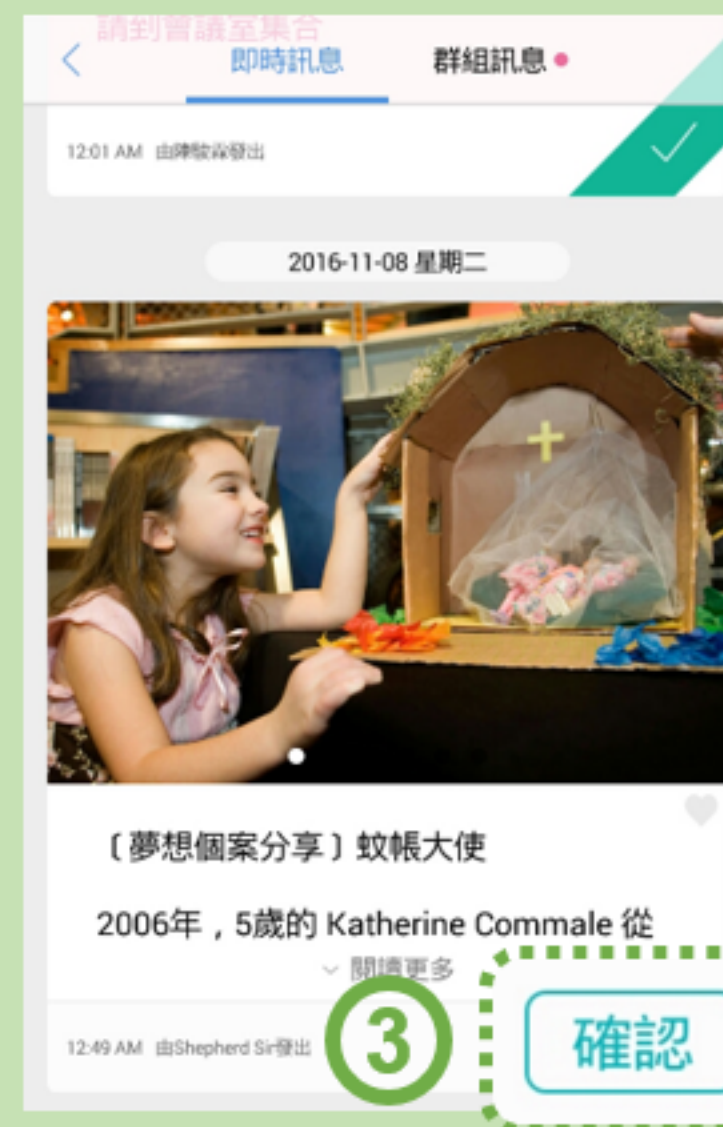 請到會議室集合
即時訊息
群組訊息
12:01 AM 由陳駿霖發出
2016-11-08 星期二
〔夢想個案分享〕蚊帳大使
2006年，5歲的 Katherine Commale 從
閱讀更多
12:49 AM 由Shepherd Sir發出
3
確認